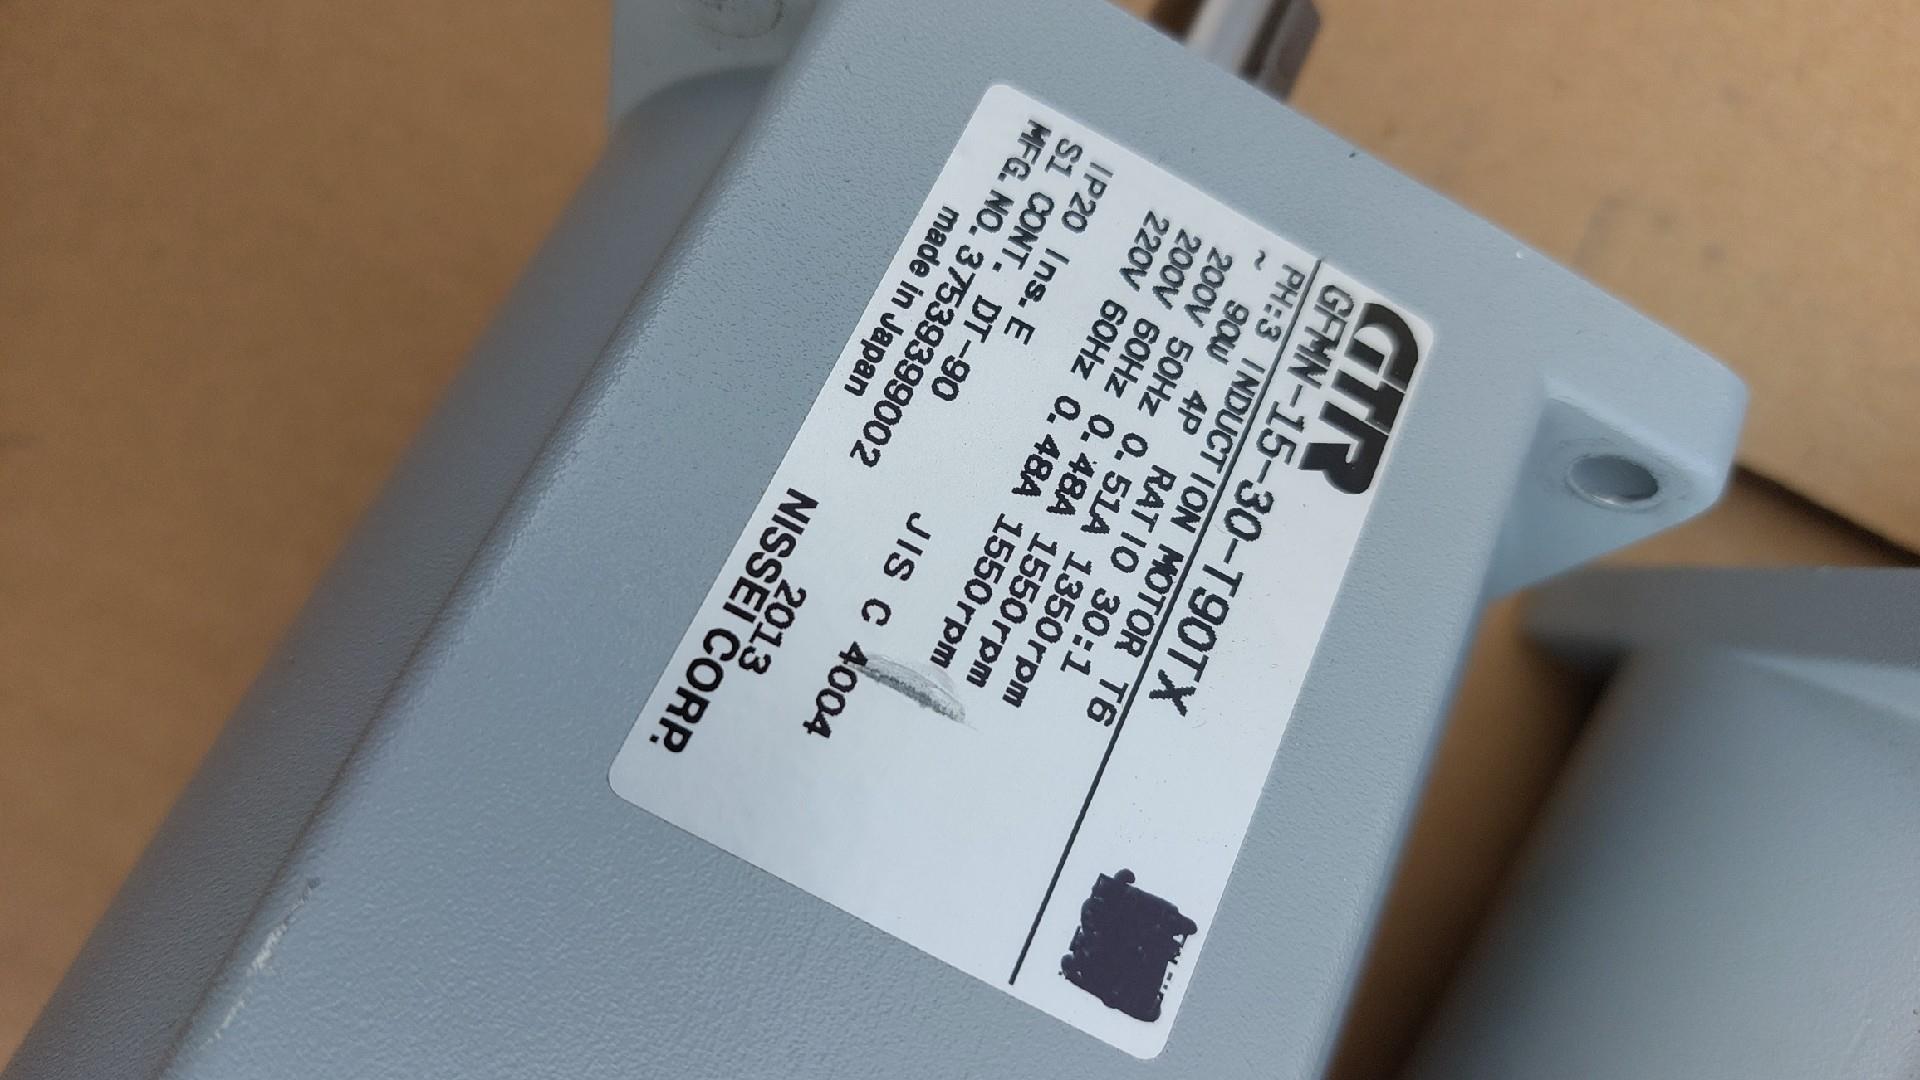 GTR
GFMN-15-30-T90TX
PH:3 INDUCTION MOTOR T6
~ 90W 4P RATIO 30:1
200V 50Hz 0.51A 1350rpm
200V 60Hz 0.48A 1550rpm
220V 60Hz 0.48A 1550rpm
IP20 Ins. E
S1 CONT. DT-90 JIS C 4004
MFG.NO. 37539399002 2013
made in Japan NISSEI CORP.